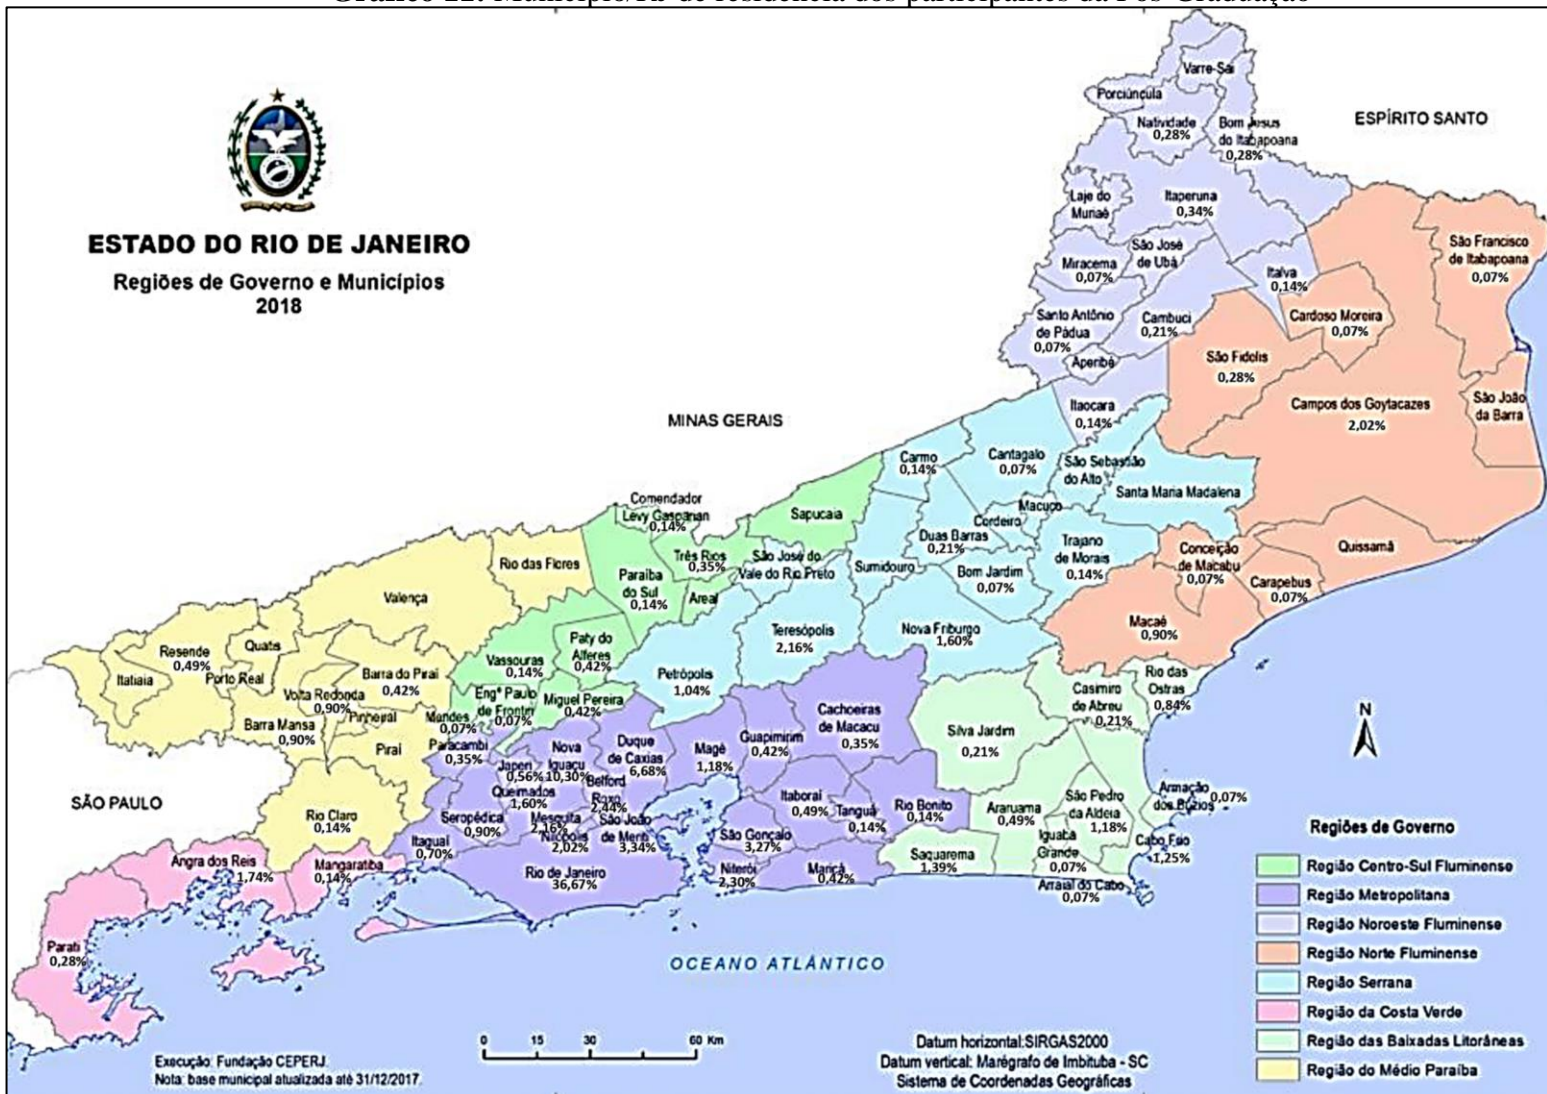 Gráfico 22: Município/RJ de residência dos participantes da Pós-Graduação
ESTADO DO RIO DE JANEIRO
Regiões de Governo e Municípios
2018
ESPÍRITO SANTO
MINAS GERAIS
SÃO PAULO
OCEANO ATLÂNTICO
Varre-Sai
Porciúncula
Natividade
0,28%
Bom Jesus
do Itabapoana
0,28%
Laje do
Muriaé
Itaperuna
0,34%
São José
de Ubá
Miracema
0,07%
Italva
0,14%
Santo Antônio
de Pádua
0,07%
Cambuci
0,21%
Aperibé
Itaocara
0,14%
São Francisco
de Itabapoana
0,07%
Cardoso Moreira
0,07%
São Fidelis
0,28%
Campos dos Goytacazes
2,02%
São João
da Barra
Carmo
0,14%
Cantagalo
0,07%
São Sebastião
do Alto
Santa Maria Madalena
Macuco
Cordeiro
Duas Barras
0,21%
Trajano
de Morais
0,14%
Conceição
de Macabu
0,07%
Quissamã
Carapebus
0,07%
Macaé
0,90%
Sumidouro
Bom Jardim
0,07%
Nova Friburgo
1,60%
Teresópolis
2,16%
Petrópolis
1,04%
São José do
Vale do Rio Preto
Comendador
Levy Gasparian
0,14%
Sapucaia
Três Rios
0,35%
Paraíba
do Sul
0,14%
Areal
Rio das Flores
Valença
Vassouras
0,14%
Paty do
Alferes
0,42%
Engº Paulo
de Frontin
0,07%
Miguel Pereira
0,42%
Mendes
0,07%
Resende
0,49%
Itatiaia
Quatis
Porto Real
Volta Redonda
0,90%
Barra do Piraí
0,42%
Barra Mansa
0,90%
Pinheiral
Piraí
Rio Claro
0,14%
Paracambi
0,35%
Japeri
0,56%
Nova
Iguaçu
10,30%
Duque
de Caxias
6,68%
Magé
1,18%
Guapimirim
0,42%
Cachoeiras
de Macacu
0,35%
Queimados
1,60%
Belford
Roxo
2,44%
Seropédica
0,90%
Mesquita
2,16%
Nilópolis
2,02%
São João
de Meriti
3,34%
Itaguaí
0,70%
Rio de Janeiro
36,67%
São Gonçalo
3,27%
Niterói
2,30%
Itaboraí
0,49%
Tanguá
0,14%
Rio Bonito
0,14%
Maricá
0,42%
Silva Jardim
0,21%
Casimiro
de Abreu
0,21%
Rio das
Ostras
0,84%
Araruama
0,49%
São Pedro
da Aldeia
1,18%
Armação
dos Búzios
0,07%
Cabo Frio
1,25%
Iguaba
Grande
0,07%
Saquarema
1,39%
Arraial do Cabo
0,07%
Angra dos Reis
1,74%
Mangaratiba
0,14%
Parati
0,28%
N
Regiões de Governo
Região Centro-Sul Fluminense
Região Metropolitana
Região Noroeste Fluminense
Região Norte Fluminense
Região Serrana
Região da Costa Verde
Região das Baixadas Litorâneas
Região do Médio Paraíba
0 15 30 60 Km
Execução: Fundação CEPERJ.
Nota: base municipal atualizada até 31/12/2017.
Datum horizontal:SIRGAS2000
Datum vertical: Marégrafo de Imbituba - SC
Sistema de Coordenadas Geográficas